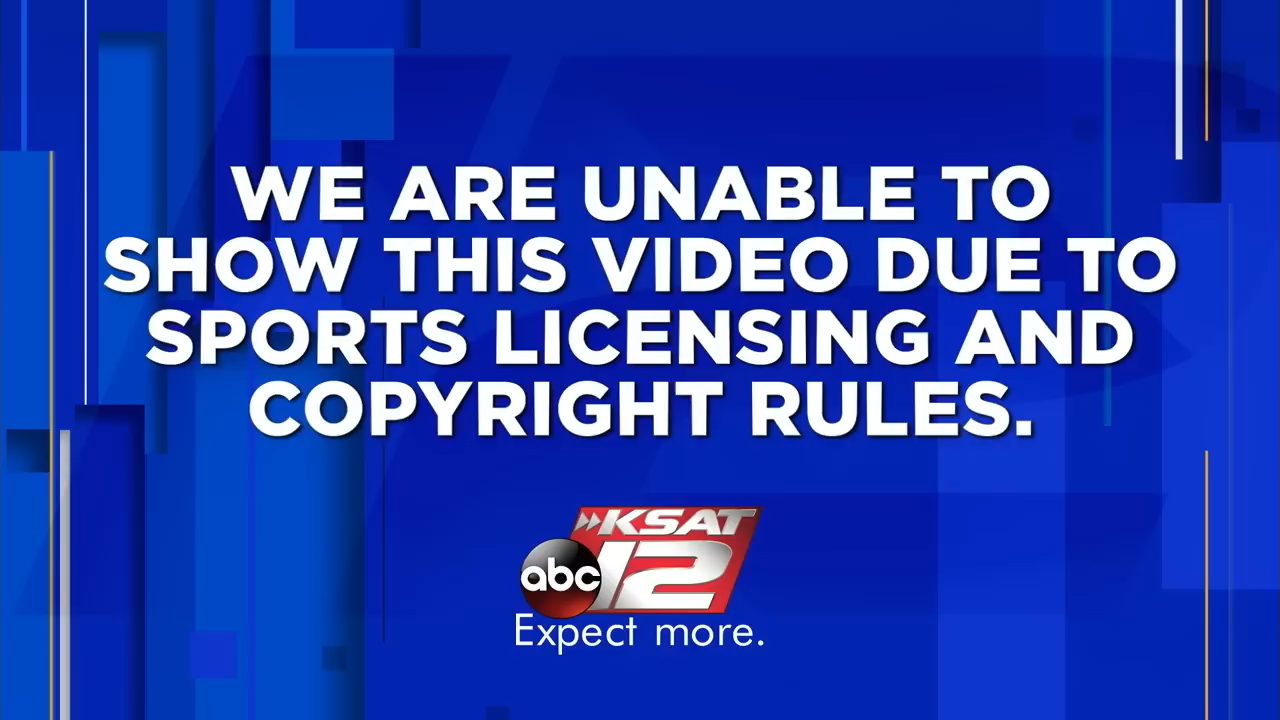 WE ARE UNABLE TO
SHOW THIS VIDEO DUE TO
SPORTS LICENSING AND
COPYRIGHT RULES.
KSAT
abc 12
Expect more.